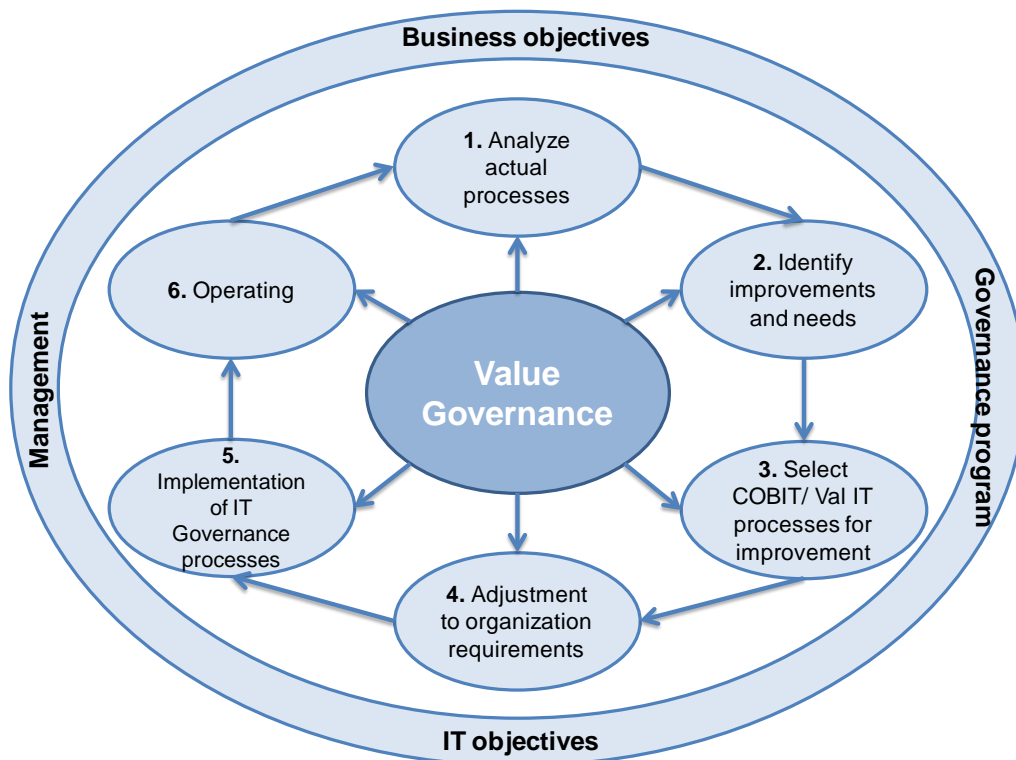 Business objectives
1. Analyze
actual
processes
2. Identify
improvements
and needs
3. Select
COBIT/ Val IT
processes for
improvement
4. Adjustment
to organization
requirements
5.
Implementation
of IT
Governance
processes
6. Operating
Value
Governance
Management
Governance program
IT objectives